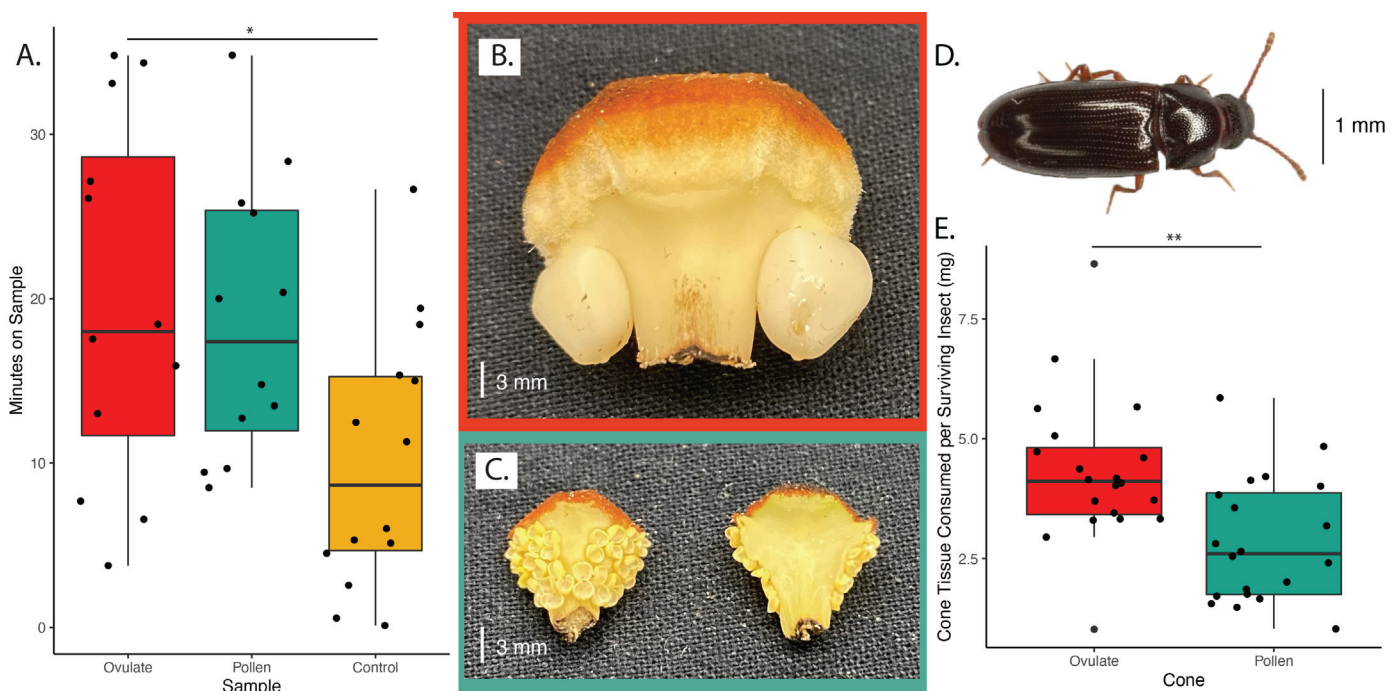 A.
*
Minutes on Sample
30
20
10
0
Ovulate
Pollen
Control
Sample
B.
3 mm
C.
3 mm
D.
1 mm
E.
**
Cone Tissue Consumed per Surviving Insect (mg)
7.5
5.0
2.5
Ovulate
Pollen
Cone